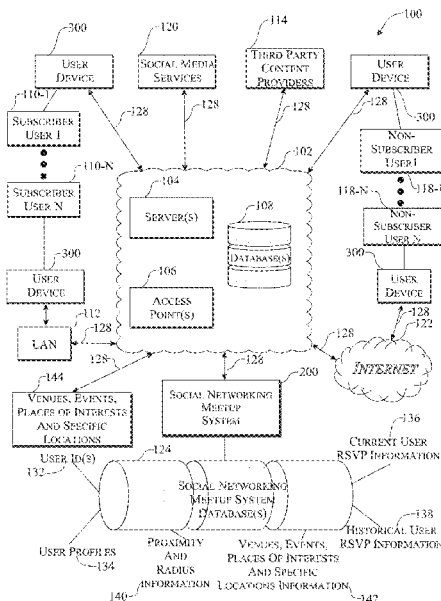 300
120
114
100
USER DEVICE
SOCIAL MEDIA SERVICES
THIRD PARTY CONTENT PROVIDERS
USER DEVICE
110-1
128
128
128
128
300
SUBSCRIBER USER 1
NON-SUBSCRIBER USER 1
102
110-N
104
118-1
SUBSCRIBER USER N
SERVER(S)
108
118-N
NON-SUBSCRIBER USER N
DATABASE(S)
300
106
300
USER DEVICE
ACCESS POINT(S)
USER DEVICE
112
128
128
122
LAN
128
128
128
INTERNET
144
200
VENUES, EVENTS, PLACES OF INTERESTS AND SPECIFIC LOCATIONS
SOCIAL NETWORKING MEETUP SYSTEM
136
USER ID(S)
124
CURRENT USER RSVP INFORMATION
132
SOCIAL NETWORKING MEETUP SYSTEM DATABASE(S)
138
USER PROFILES
HISTORICAL USER RSVP INFORMATION
134
PROXIMITY AND RADIUS INFORMATION
VENUES, EVENTS, PLACES OF INTERESTS AND SPECIFIC LOCATIONS INFORMATION
140
142